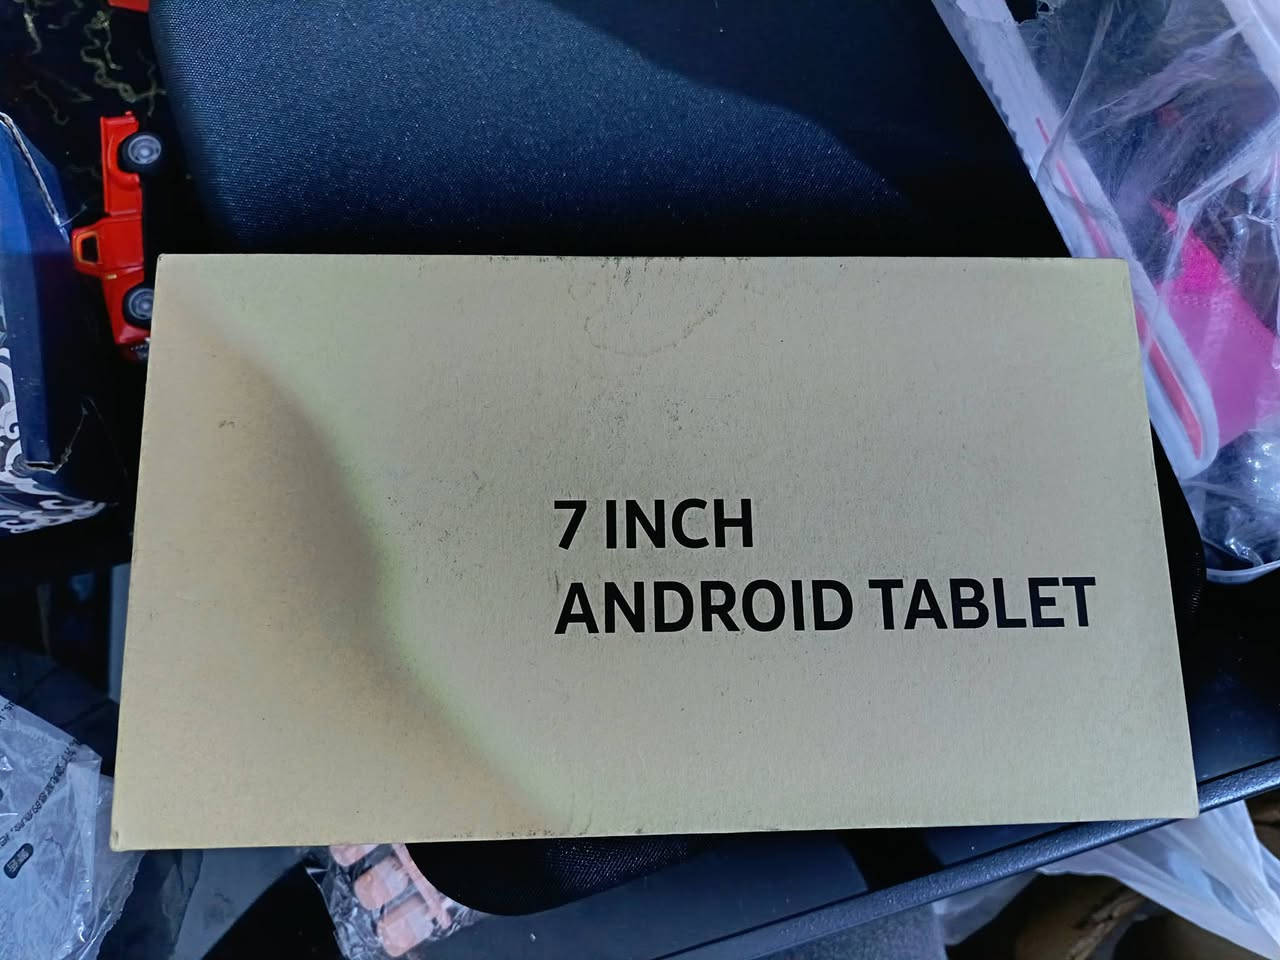 7 INCH
ANDROID TABLET